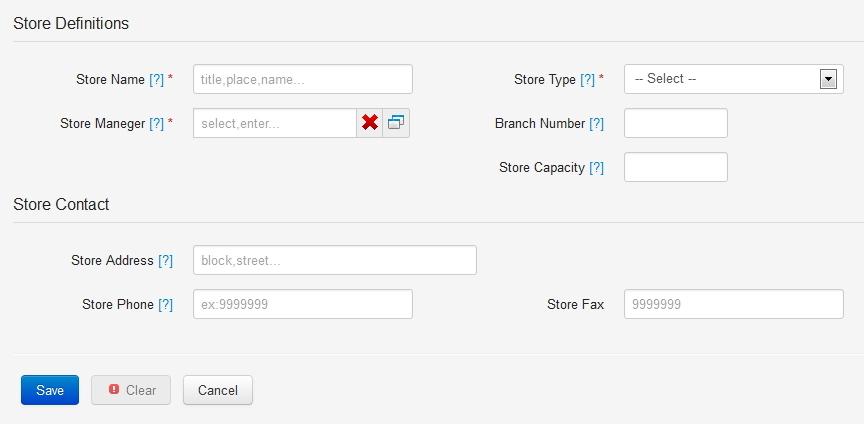 Store Definitions
Store Name [?] * title,place,name... Store Type [?] * -- Select --
Store Maneger [?] * select,enter... Branch Number [?]
Store Capacity [?]
Store Contact
Store Address [?] block,street...
Store Phone [?] ex:9999999 Store Fax 9999999
Save Clear Cancel